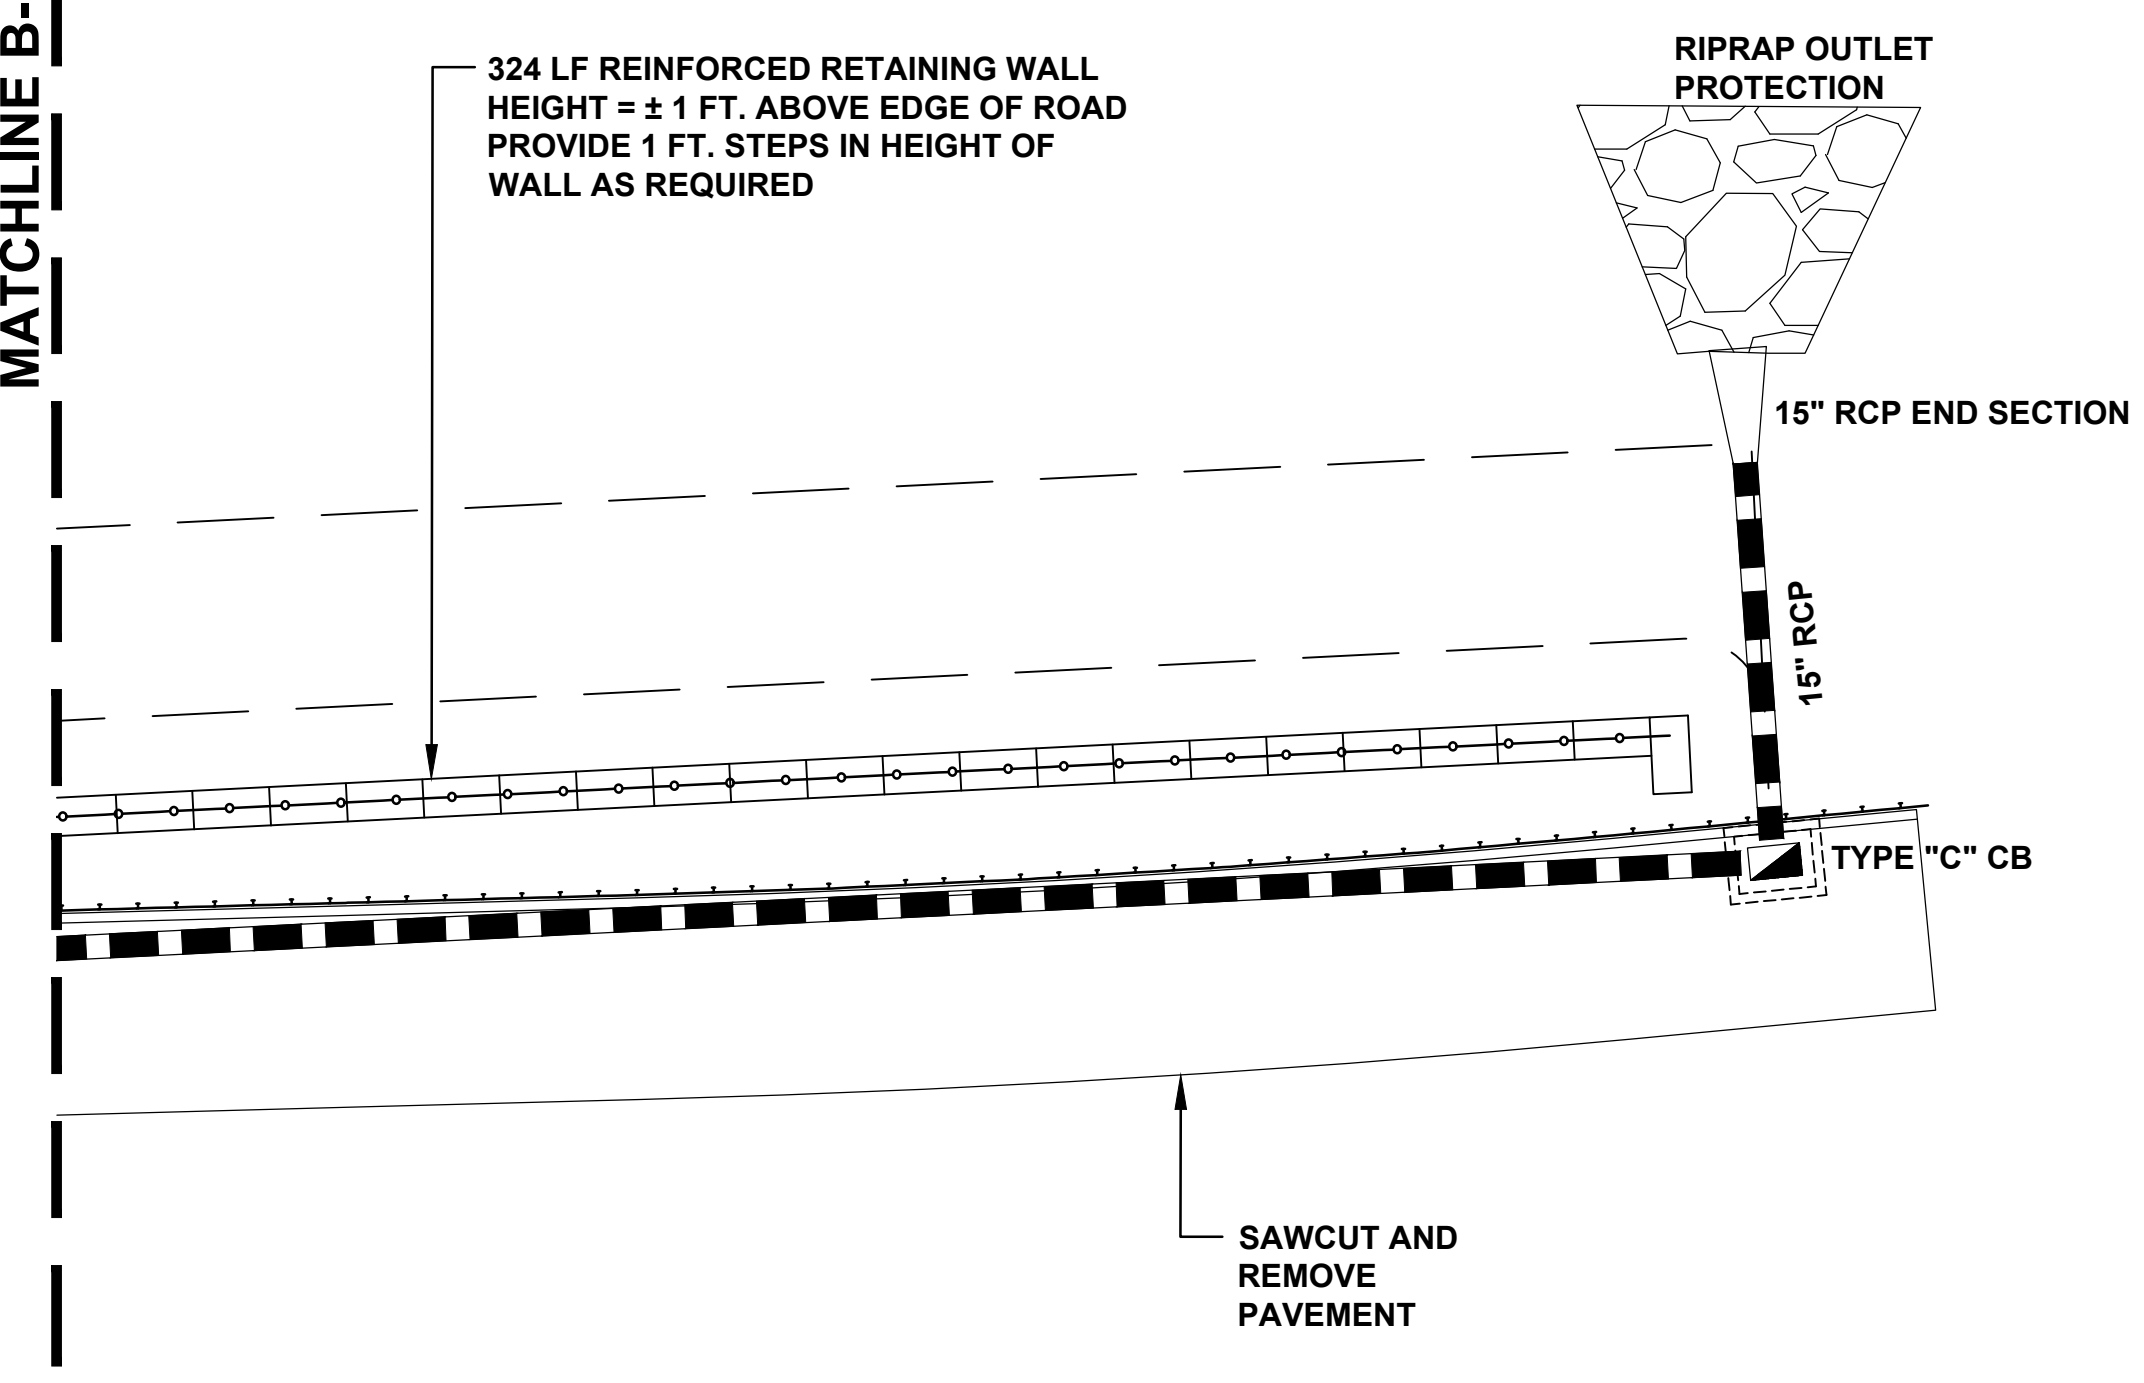 MATCHLINE B-
324 LF REINFORCED RETAINING WALL
HEIGHT = ± 1 FT. ABOVE EDGE OF ROAD
PROVIDE 1 FT. STEPS IN HEIGHT OF
WALL AS REQUIRED
RIPRAP OUTLET
PROTECTION
15" RCP END SECTION
15" RCP
TYPE "C" CB
SAWCUT AND
REMOVE
PAVEMENT